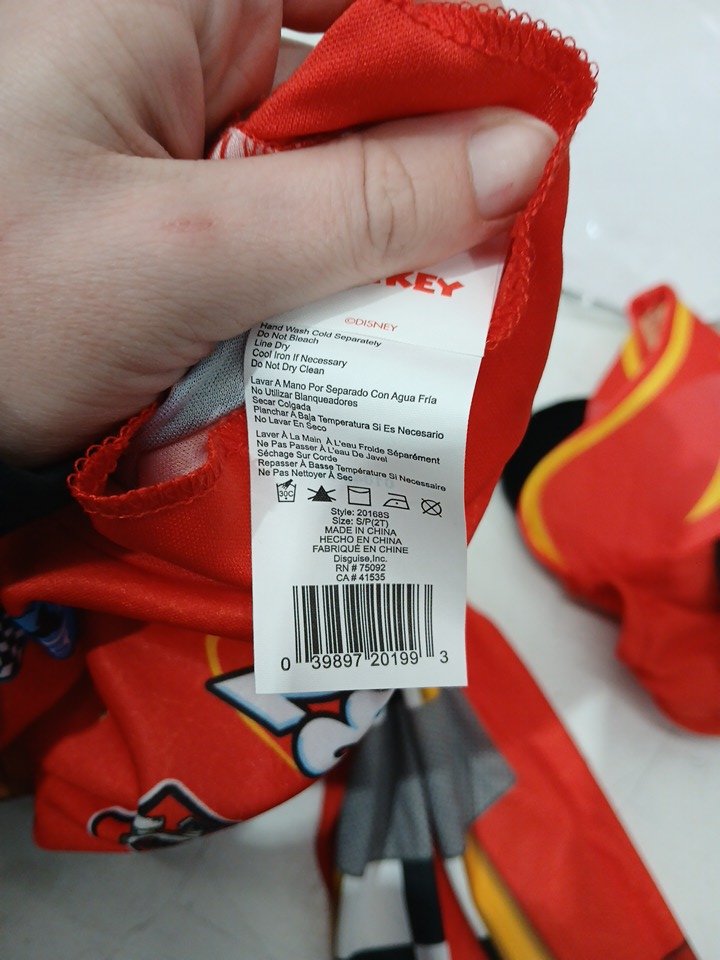 ©DISNEY
Hand Wash Cold Separately
Do Not Bleach
Line Dry
Cool Iron If Necessary
Do Not Dry Clean
Lavar A Mano Por Separado Con Agua Fría
No Utilizar Blanqueadores
Secar Colgada
Planchar A Baja Temperatura Si Es Necesario
No Lavar En Seco
Laver À La Main À L'eau Froide Séparément
Ne Pas Passer À L'eau De Javel
Séchage Sur Corde
Repasser À Basse Température Si Necessaire
Ne Pas Nettoyer À Sec
30C
Style: 20168S
Size: S/P(2T)
MADE IN CHINA
HECHO EN CHINA
FABRIQUÉ EN CHINE
Disguise,Inc.
RN # 75092
CA # 41535
0 39897 20199 3